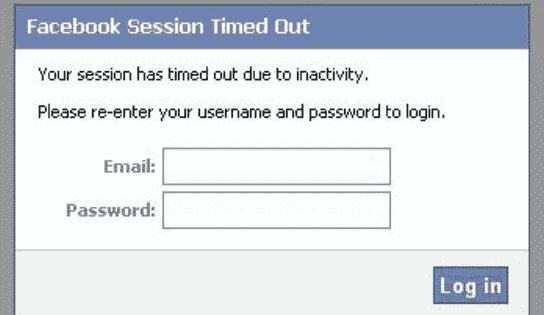 Facebook Session Timed Out
Your session has timed out due to inactivity.
Please re-enter your username and password to login.
Email:
Password:
Log in